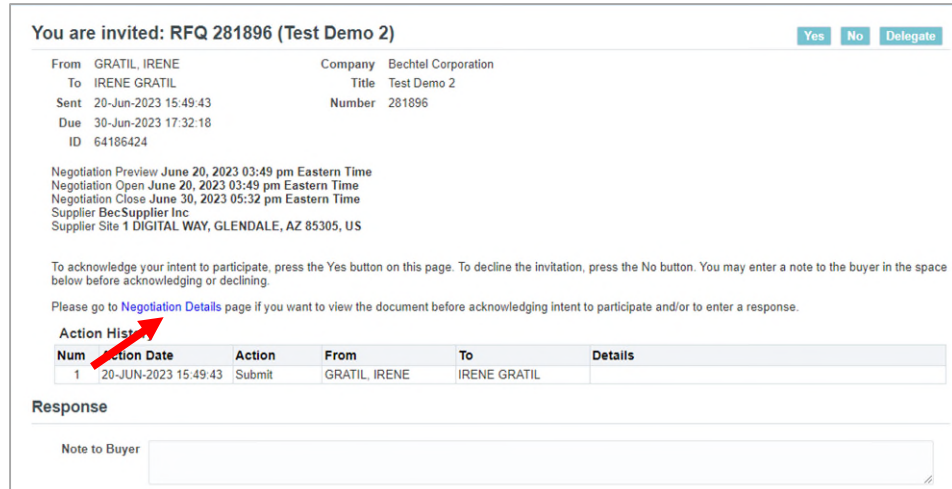 You are invited: RFQ 281896 (Test Demo 2)
Yes No Delegate
From GRATIL, IRENE Company Bechtel Corporation
To IRENE GRATIL Title Test Demo 2
Sent 20-Jun-2023 15:49:43 Number 281896
Due 30-Jun-2023 17:32:18
ID 64186424
Negotiation Preview June 20, 2023 03:49 pm Eastern Time
Negotiation Open June 20, 2023 03:49 pm Eastern Time
Negotiation Close June 30, 2023 05:32 pm Eastern Time
Supplier BecSupplier Inc
Supplier Site 1 DIGITAL WAY, GLENDALE, AZ 85305, US
To acknowledge your intent to participate, press the Yes button on this page. To decline the invitation, press the No button. You may enter a note to the buyer in the space
below before acknowledging or declining.
Please go to Negotiation Details page if you want to view the document before acknowledging intent to participate and/or to enter a response.
Action History
Num Action Date Action From To Details
1 20-JUN-2023 15:49:43 Submit GRATIL, IRENE IRENE GRATIL
Response
Note to Buyer